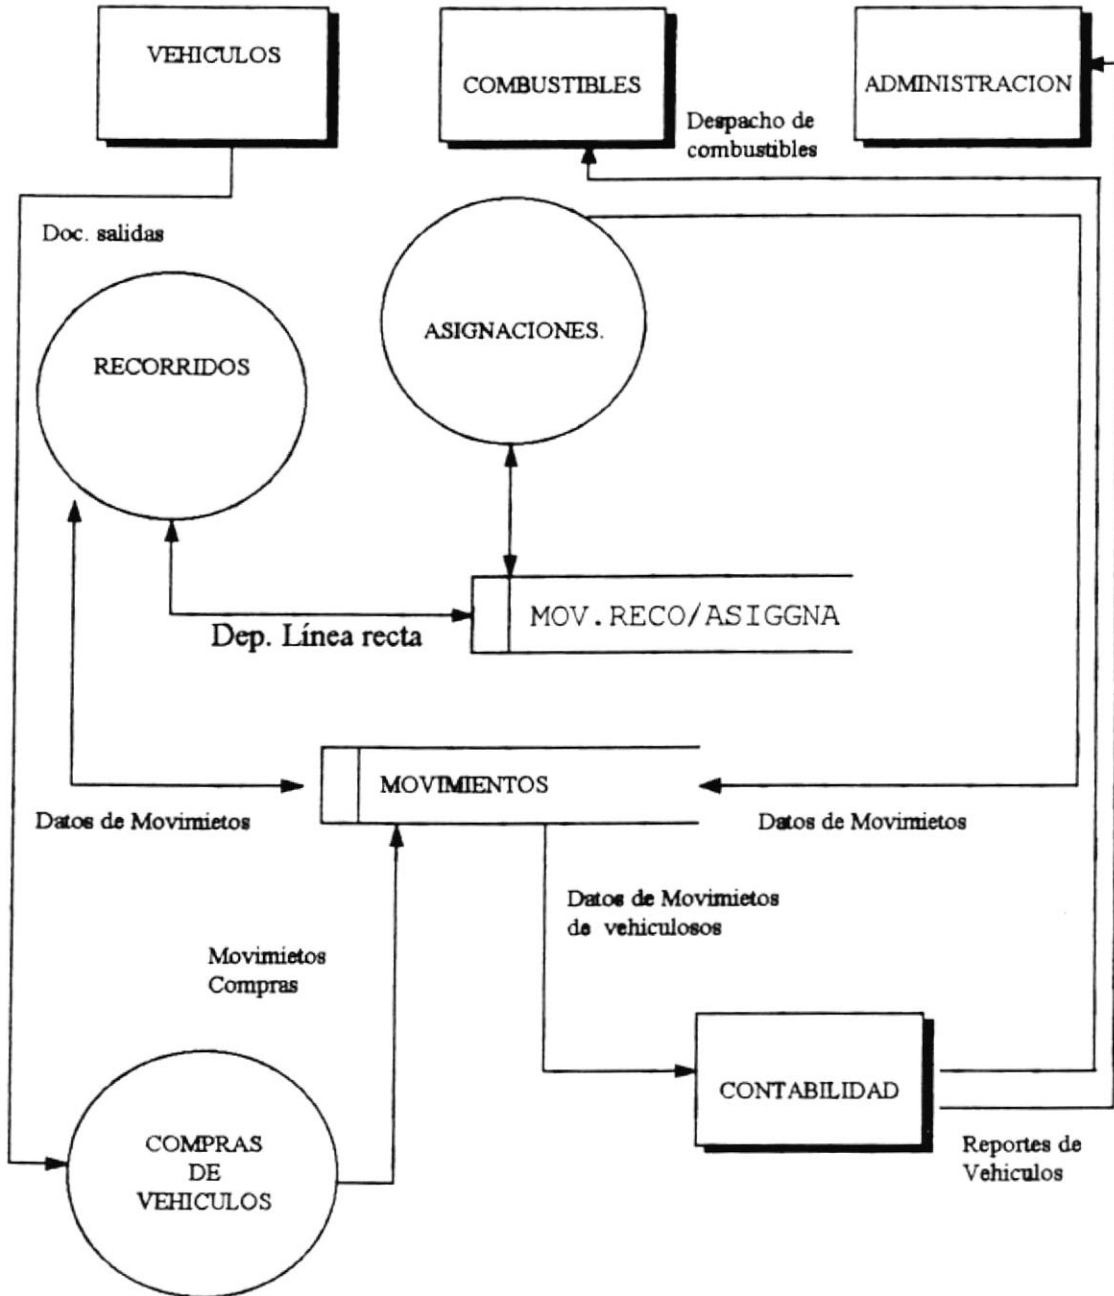 VEHICULOS
COMBUSTIBLES
ADMINISTRACION
Despacho de
combustibles
Doc. salidas
RECORRIDOS
ASIGNACIONES.
MOV.RECO/ASIGGNA
Dep. Línea recta
MOVIMIENTOS
Datos de Movimietos
Datos de Movimietos
Datos de Movimietos
de vehiculosos
Movimietos
Compras
CONTABILIDAD
COMPRAS
DE
VEHICULOS
Reportes de
Vehiculos